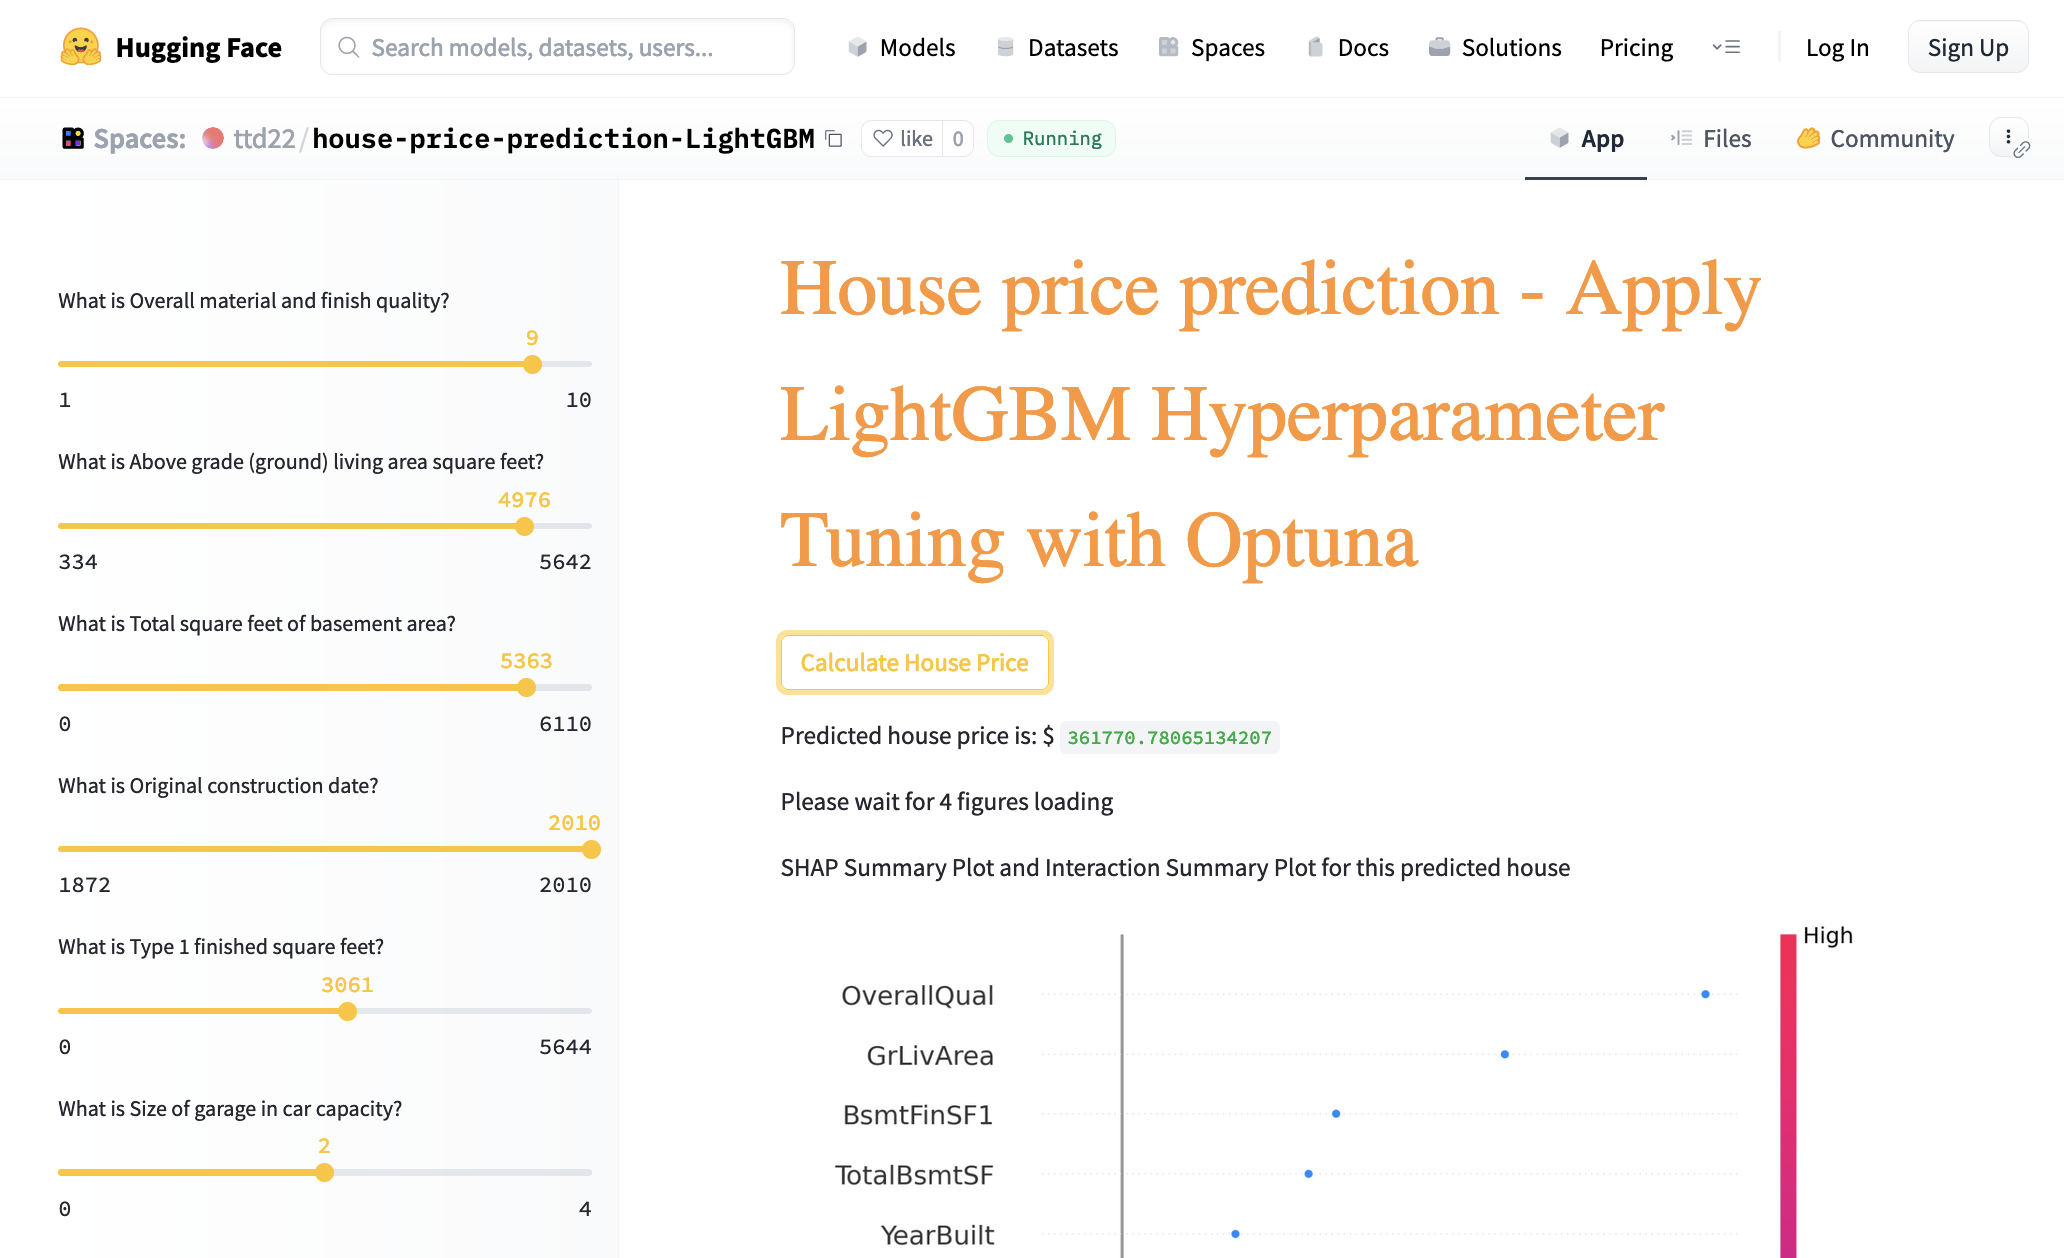 Hugging Face
Search models, datasets, users...
Models
Datasets
Spaces
Docs
Solutions
Pricing
Log In
Sign Up
Spaces: ttd22/house-price-prediction-LightGBM
like 0
Running
App
Files
Community
What is Overall material and finish quality?
9
1 10
What is Above grade (ground) living area square feet?
4976
334 5642
What is Total square feet of basement area?
5363
0 6110
What is Original construction date?
2010
1872 2010
What is Type 1 finished square feet?
3061
0 5644
What is Size of garage in car capacity?
2
0 4
House price prediction - Apply
LightGBM Hyperparameter
Tuning with Optuna
Calculate House Price
Predicted house price is: $ 361770.78065134207
Please wait for 4 figures loading
SHAP Summary Plot and Interaction Summary Plot for this predicted house
High
OverallQual
GrLivArea
BsmtFinSF1
TotalBsmtSF
YearBuilt